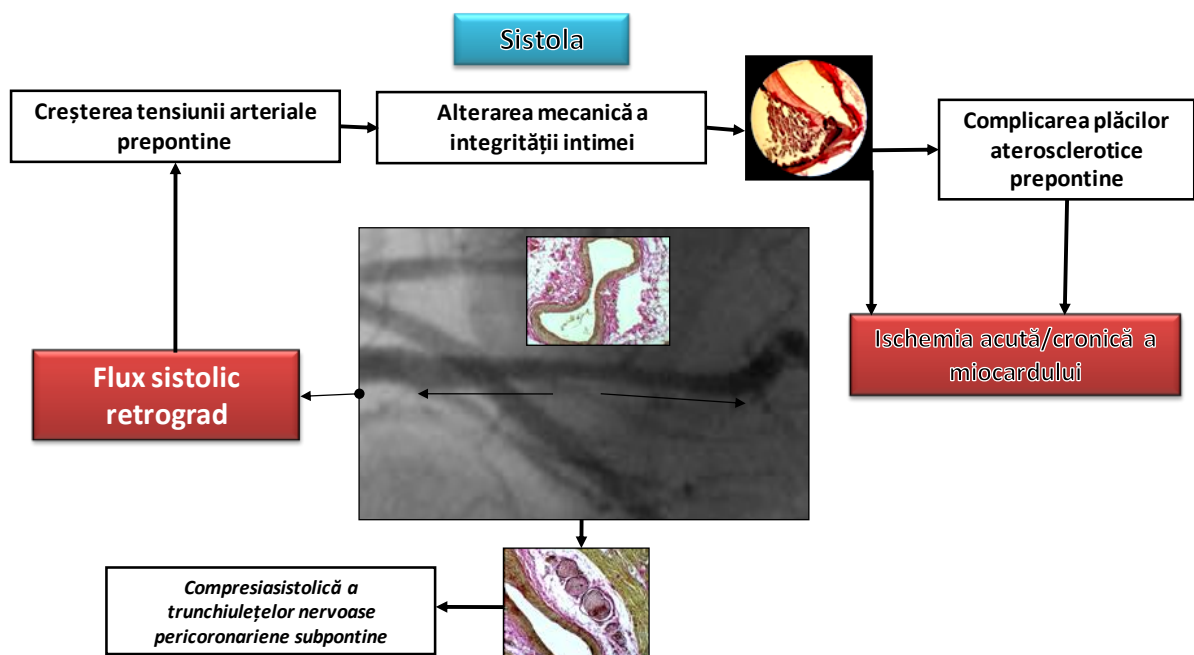 Sistola
Creșterea tensiunii arteriale
prepontine
Alterarea mecanică a
integrității intimei
Complicarea plăcilor
aterosclerotice
prepontine
Flux sistolic
retrograd
Ischemia acută/cronică a
miocardului
Compresiasistolică a
trunchiulețelor nervoase
pericoronariene subpontine